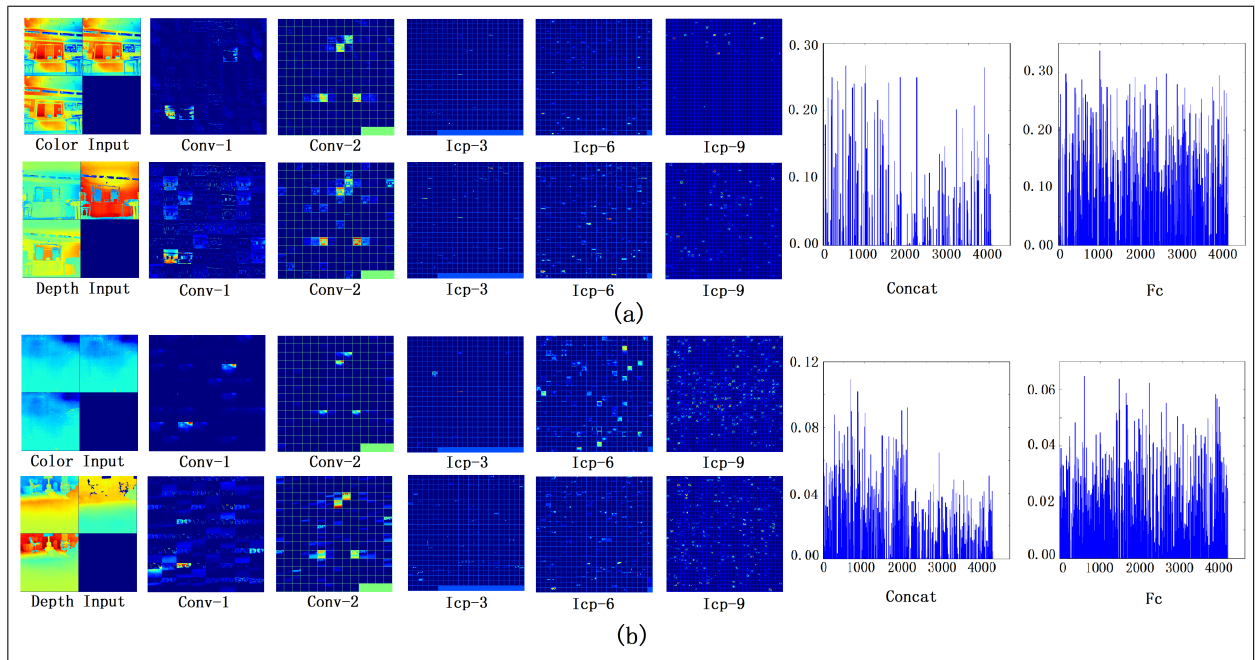 Color Input Conv-1 Conv-2 Icp-3 Icp-6 Icp-9
Depth Input Conv-1 Conv-2 Icp-3 Icp-6 Icp-9
0.30
0.20
0.10
0.00
0 1000 2000 3000 4000
Concat
0.30
0.20
0.10
0.00
0 1000 2000 3000 4000
Fc
(a)
Color Input Conv-1 Conv-2 Icp-3 Icp-6 Icp-9
Depth Input Conv-1 Conv-2 Icp-3 Icp-6 Icp-9
0.12
0.08
0.04
0.00
0 1000 2000 3000 4000
Concat
0.06
0.04
0.02
0.00
0 1000 2000 3000 4000
Fc
(b)